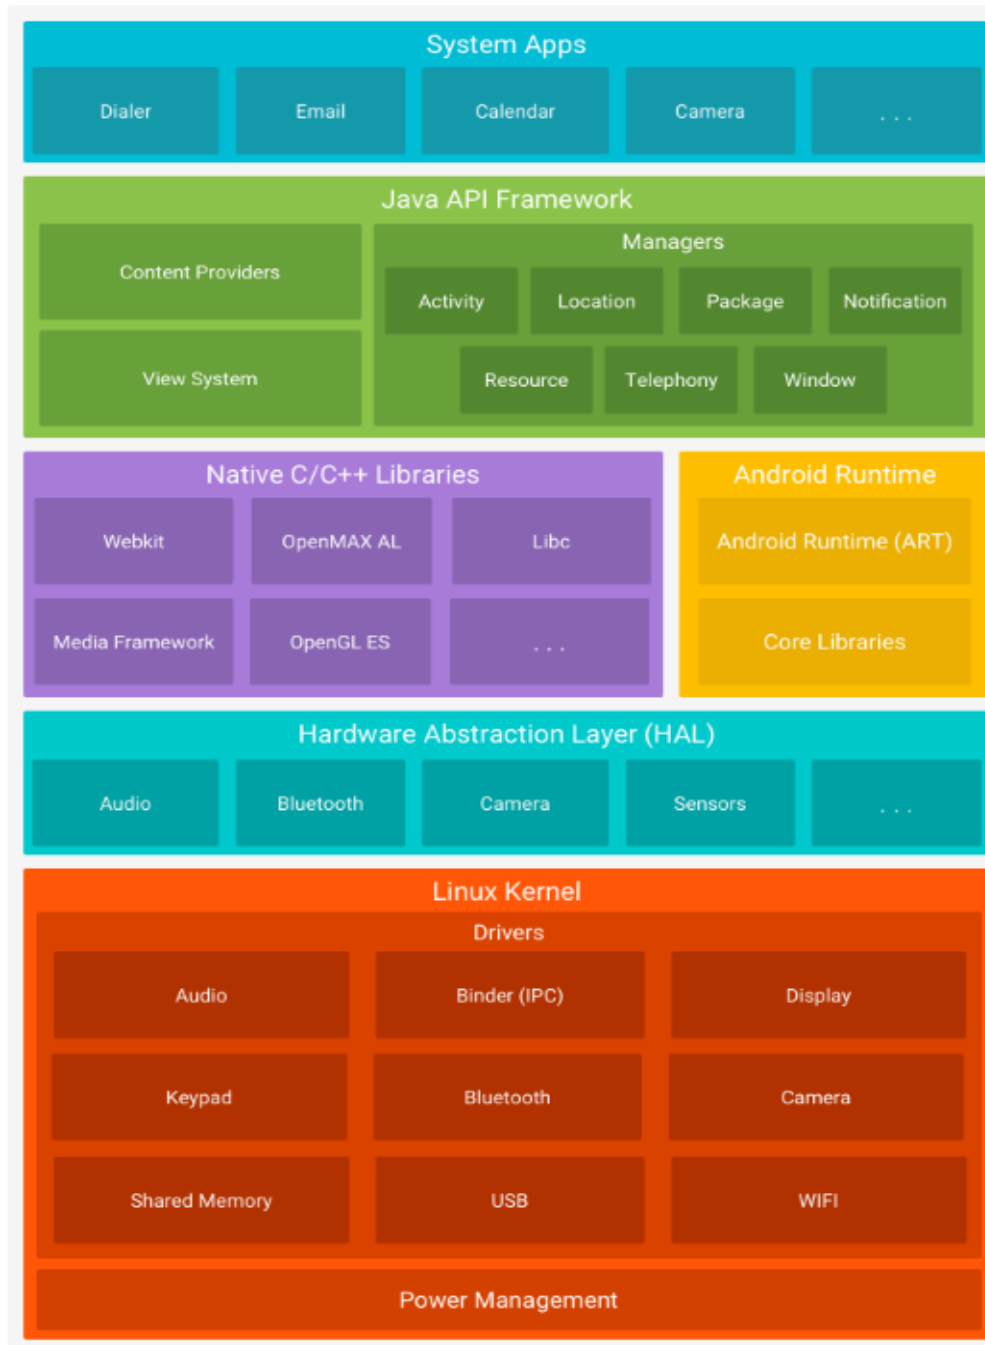 System Apps
Dialer
Email
Calendar
Camera
. . .
Java API Framework
Content Providers
View System
Managers
Activity
Location
Package
Notification
Resource
Telephony
Window
Native C/C++ Libraries
Webkit
OpenMAX AL
Libc
Media Framework
OpenGL ES
. . .
Android Runtime
Android Runtime (ART)
Core Libraries
Hardware Abstraction Layer (HAL)
Audio
Bluetooth
Camera
Sensors
. . .
Linux Kernel
Drivers
Audio
Binder (IPC)
Display
Keypad
Bluetooth
Camera
Shared Memory
USB
WIFI
Power Management